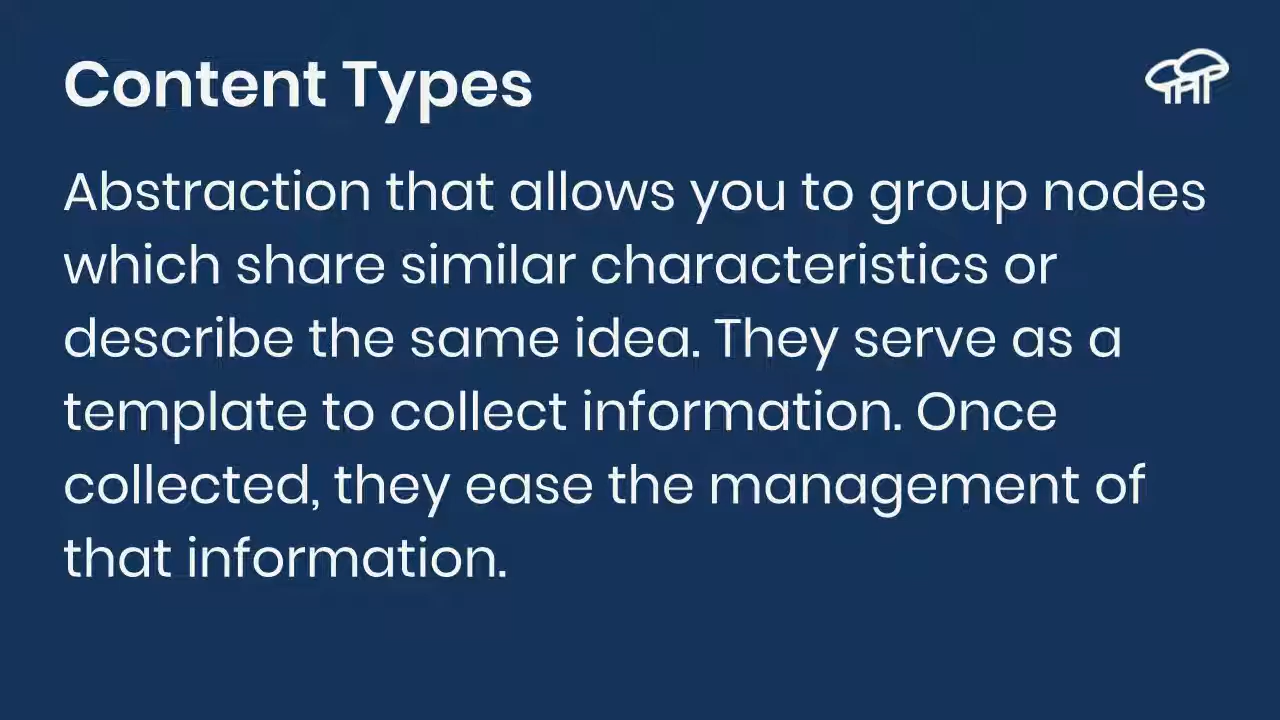 Content Types
Abstraction that allows you to group nodes
which share similar characteristics or
describe the same idea. They serve as a
template to collect information. Once
collected, they ease the management of
that information.